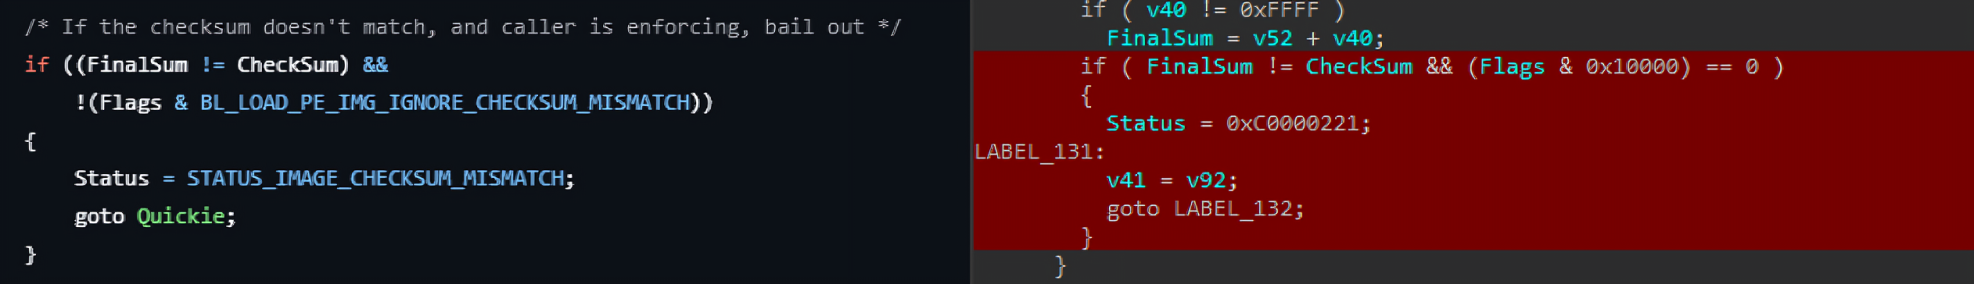 /* If the checksum doesn't match, and caller is enforcing, bail out */
if ((FinalSum != CheckSum) &&
!(Flags & BL_LOAD_PE_IMG_IGNORE_CHECKSUM_MISMATCH))
{
Status = STATUS_IMAGE_CHECKSUM_MISMATCH;
goto Quickie;
}
if ( v40 != 0xFFFF )
FinalSum = v52 + v40;
if ( FinalSum != CheckSum && (Flags & 0x10000) == 0 )
{
Status = 0xC0000221;
LABEL_131:
v41 = v92;
goto LABEL_132;
}
}